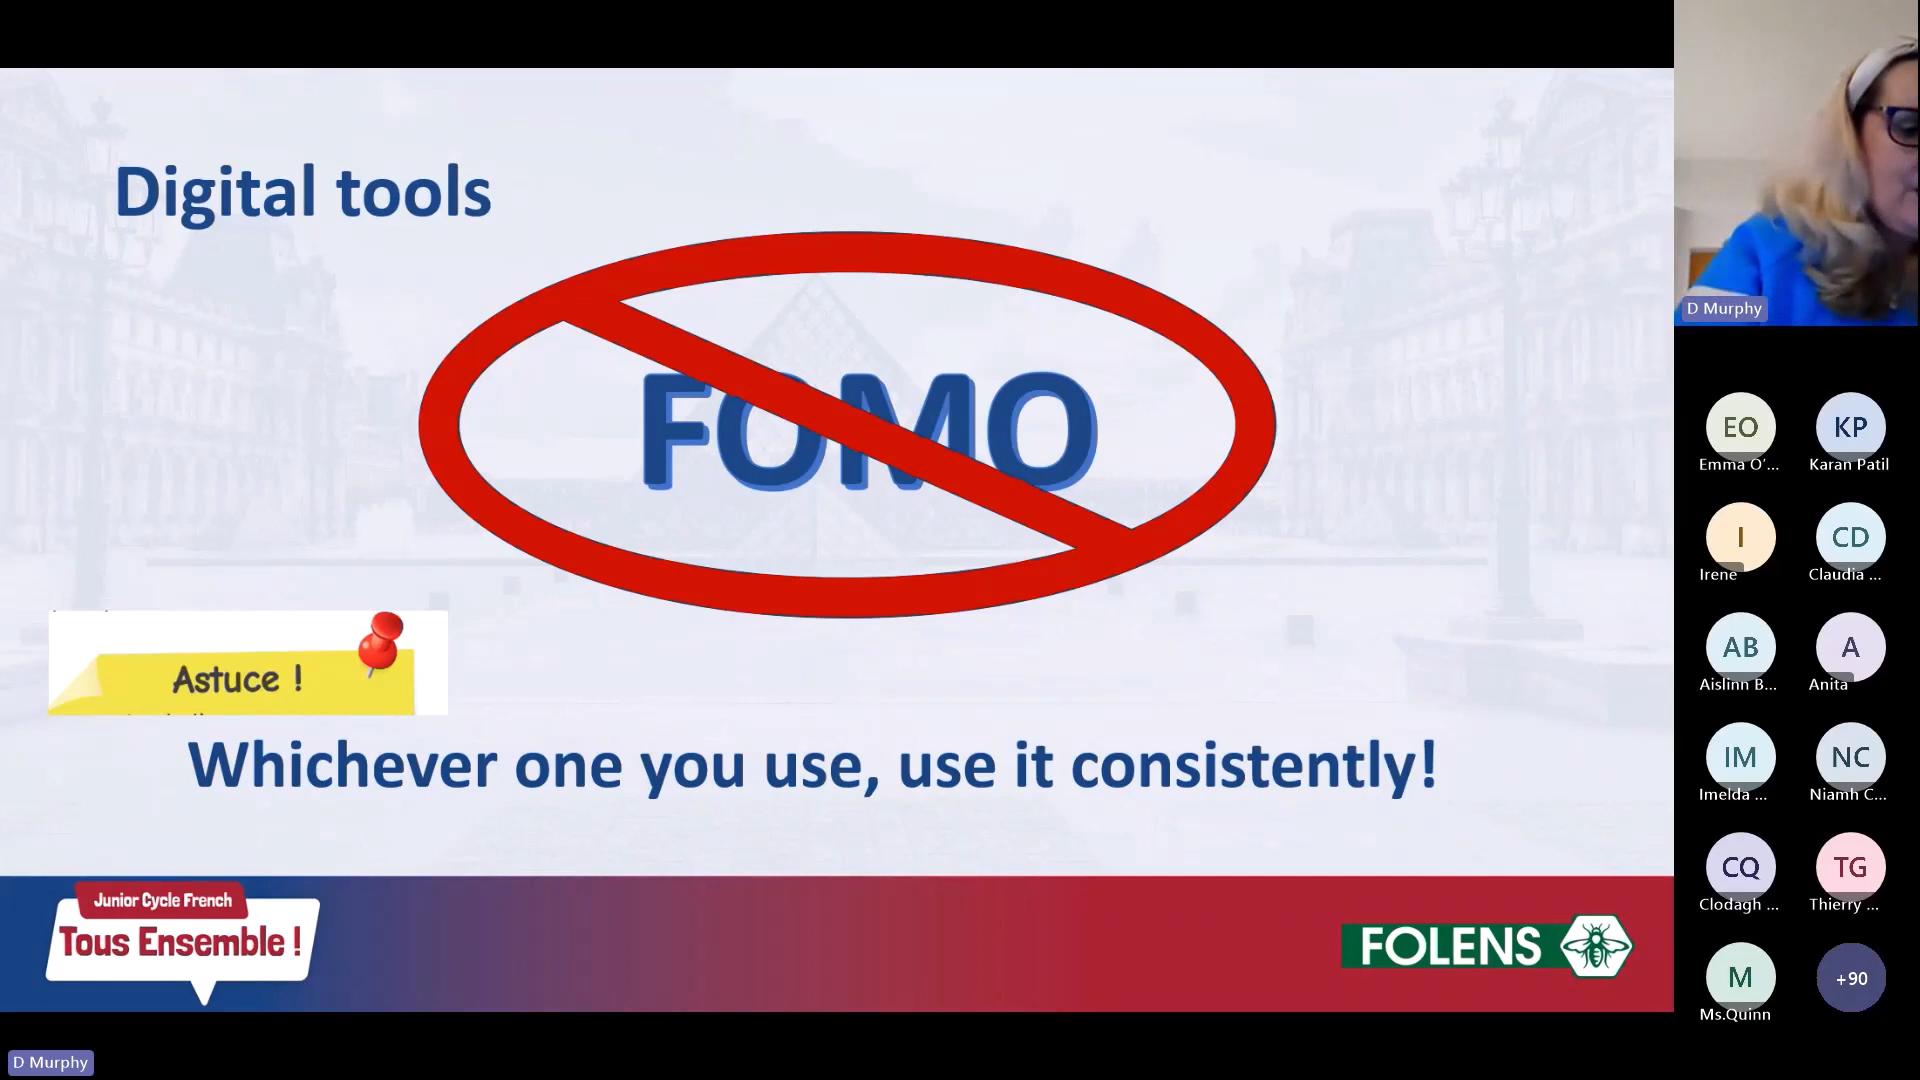 Digital tools
FOMO
Astuce !
Whichever one you use, use it consistently!
Junior Cycle French
Tous Ensemble !
FOLENS
D Murphy
D Murphy
EO
KP
Emma O'...
Karan Patil
I
CD
Irene
Claudia ...
AB
A
Aislinn B...
Anita
IM
NC
Imelda ...
Niamh C...
CQ
TG
Clodagh ...
Thierry ...
M
+90
Ms.Quinn